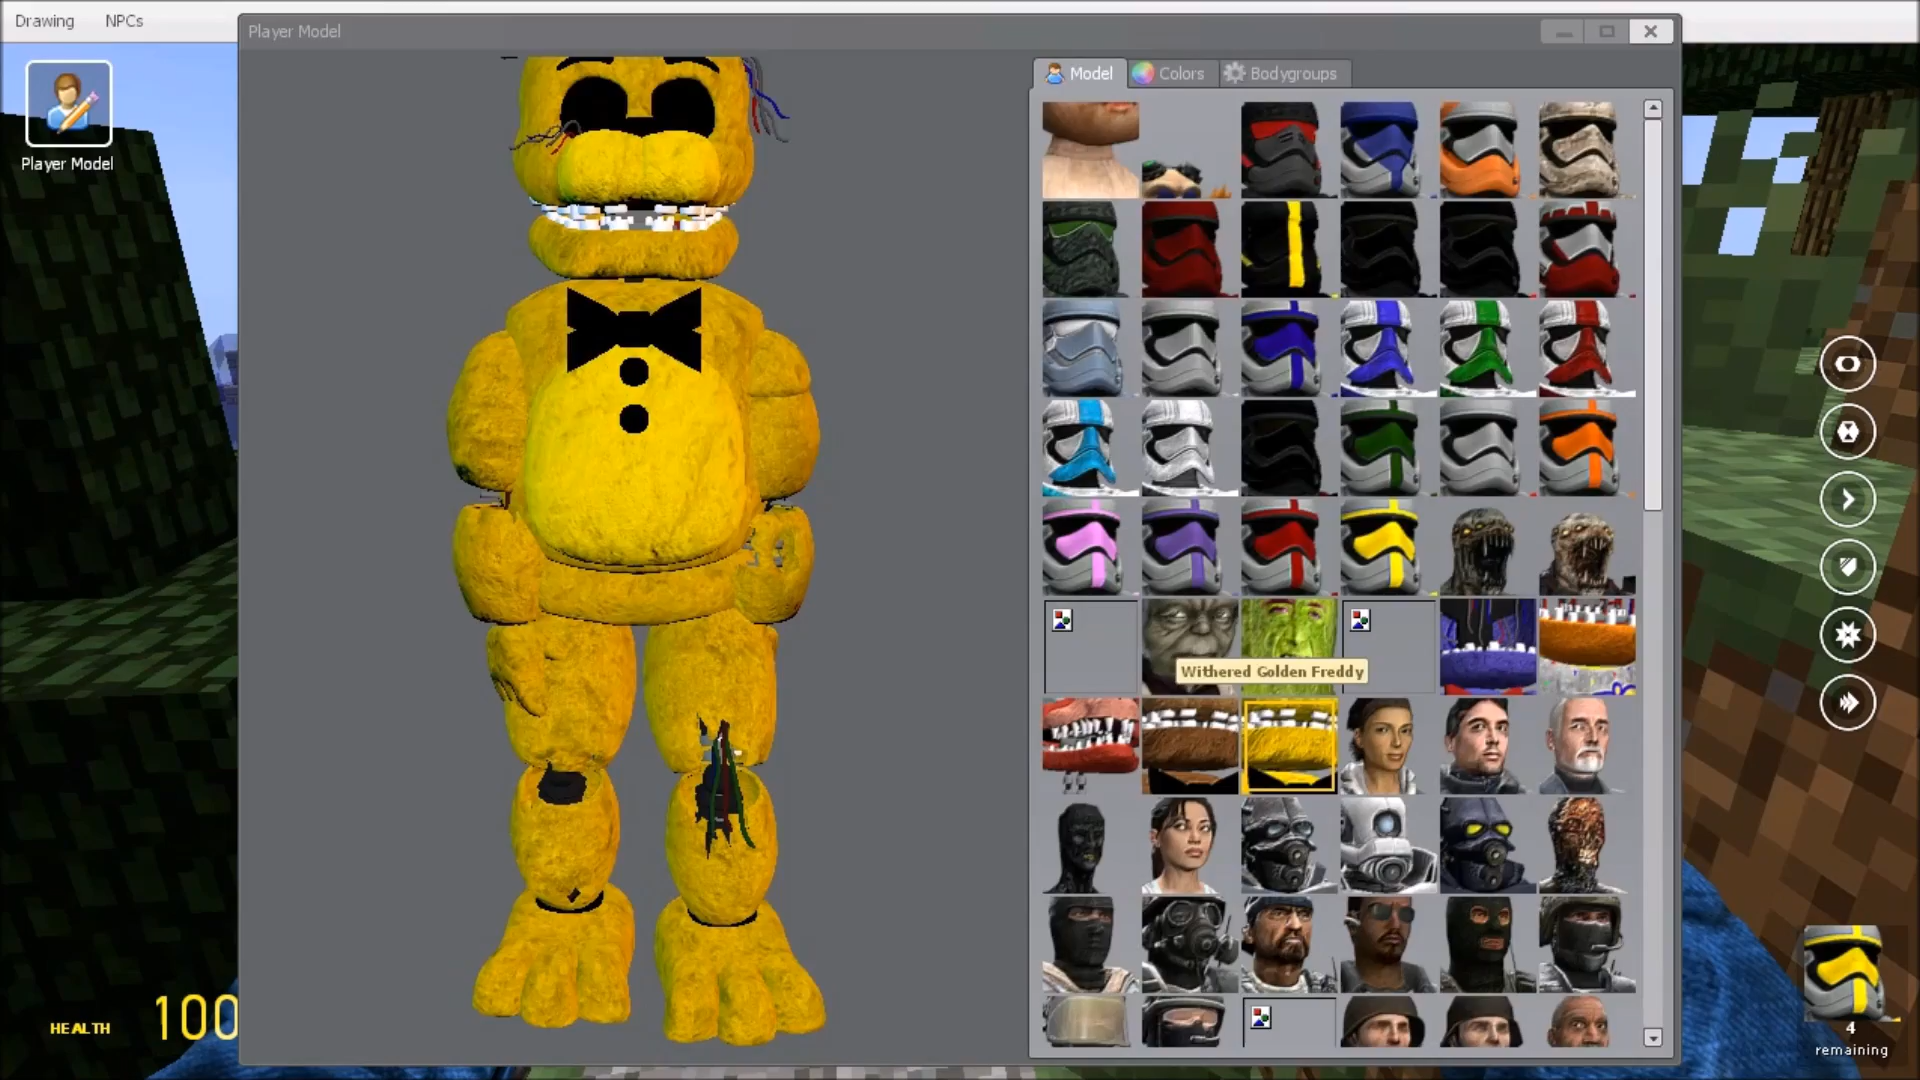 Drawing NPCs
Player Model
Player Model
Model Colors Bodygroups
Withered Golden Freddy
HEALTH 100
4
remaining